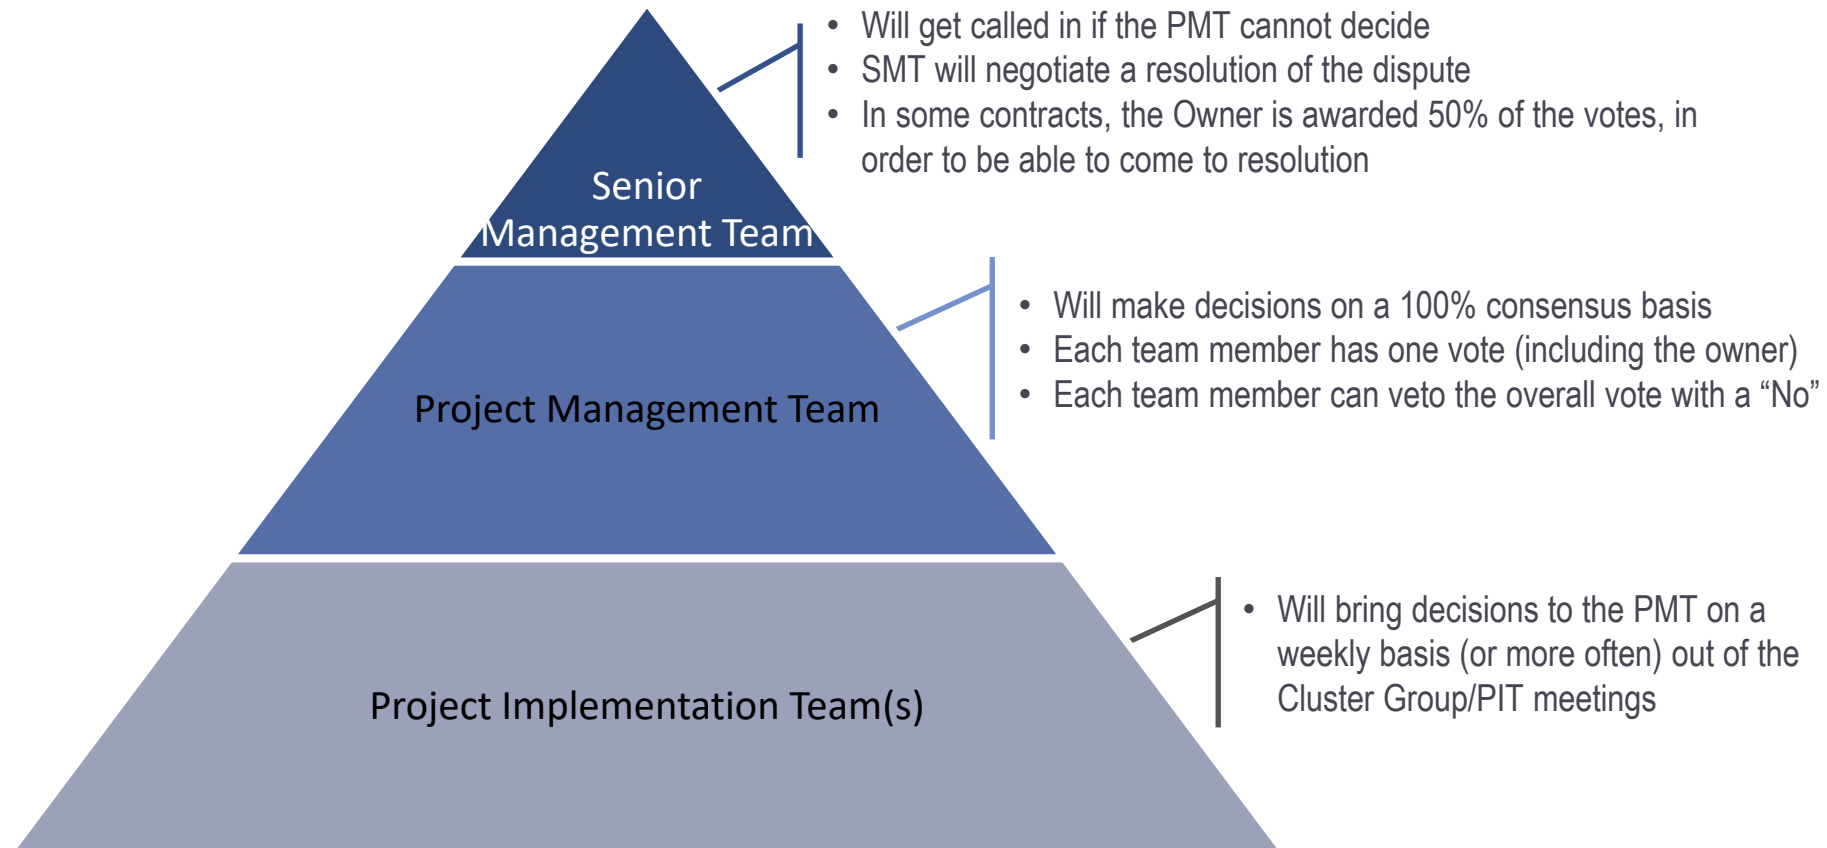 • Will get called in if the PMT cannot decide
• SMT will negotiate a resolution of the dispute
• In some contracts, the Owner is awarded 50% of the votes, in
order to be able to come to resolution
Senior
Management Team
• Will make decisions on a 100% consensus basis
• Each team member has one vote (including the owner)
• Each team member can veto the overall vote with a “No”
Project Management Team
• Will bring decisions to the PMT on a
weekly basis (or more often) out of the
Cluster Group/PIT meetings
Project Implementation Team(s)